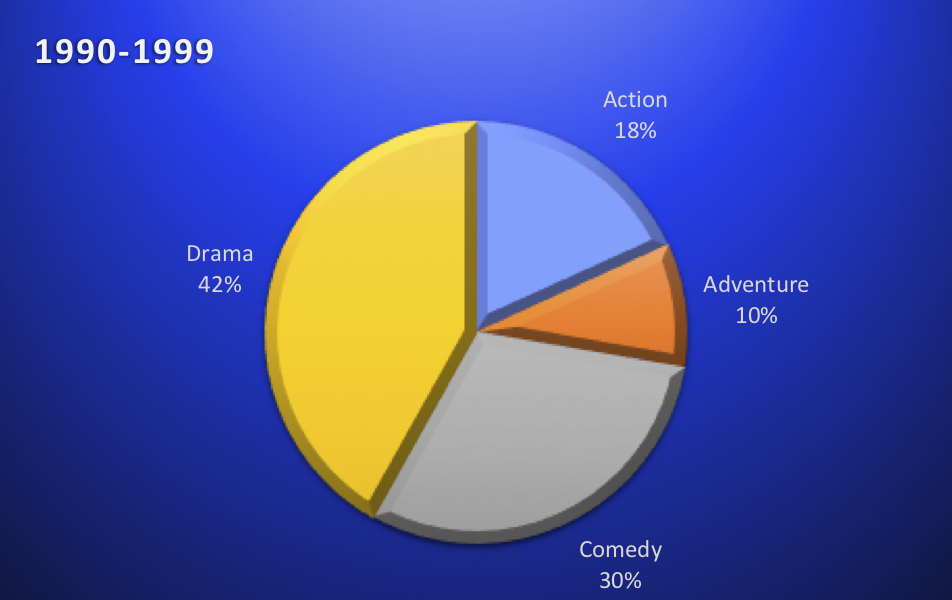 1990-1999
Action
18%
Drama
42%
Adventure
10%
Comedy
30%